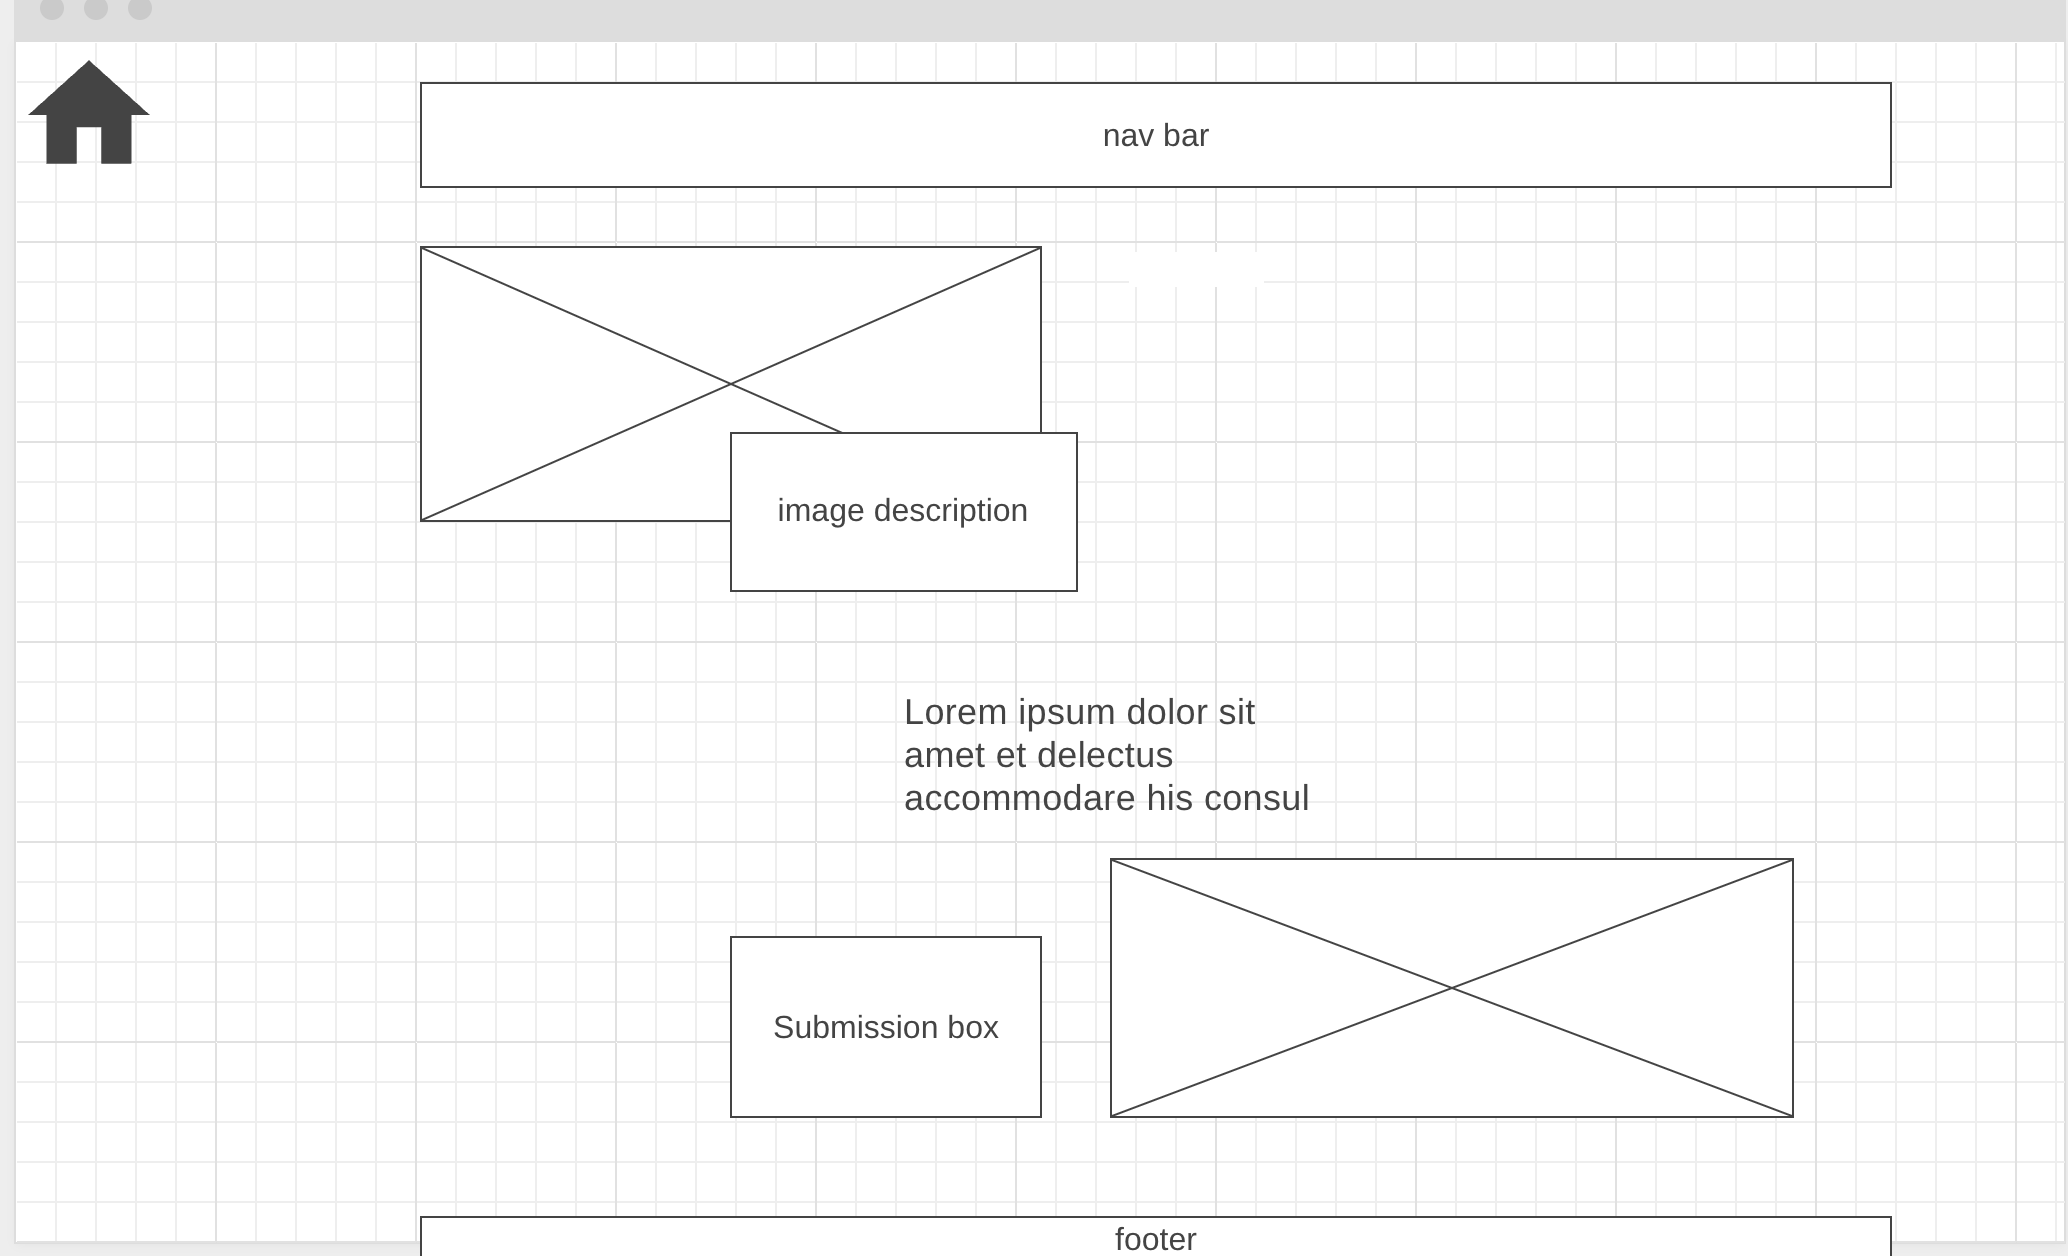 nav bar
image description
Lorem ipsum dolor sit
amet et delectus
accommodare his consul
Submission box
footer